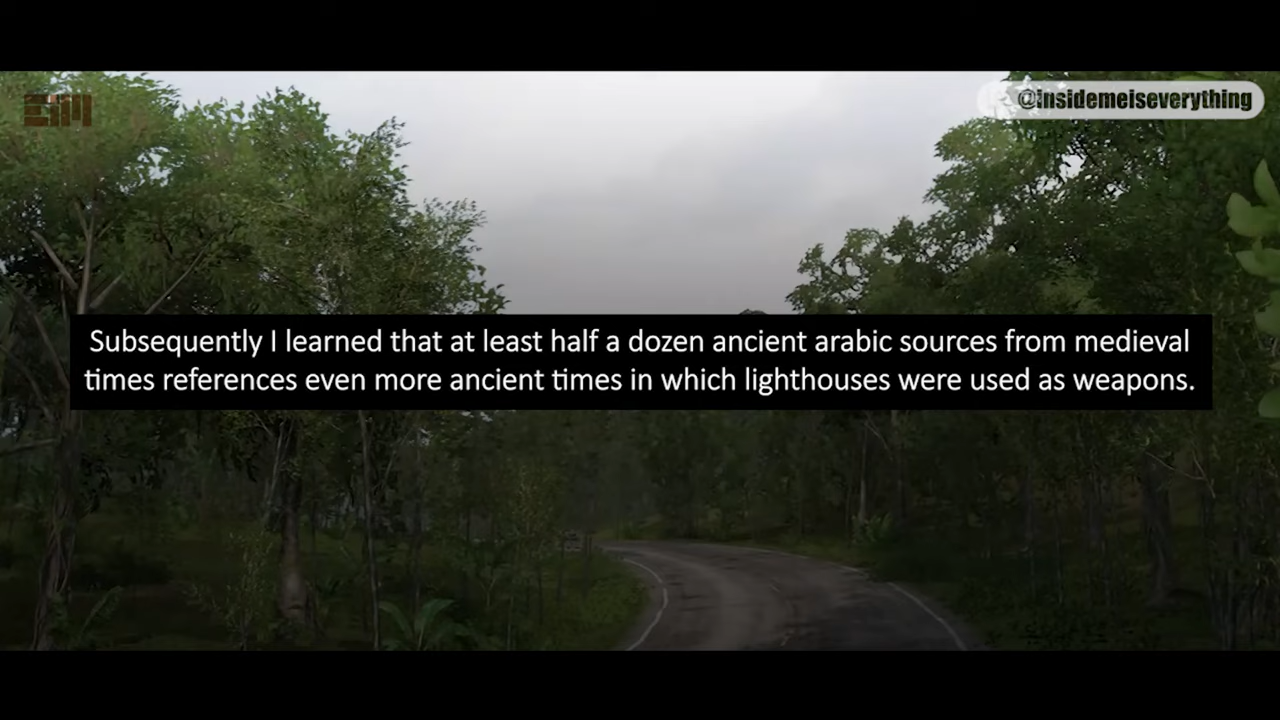 EIM
@insidemeiseverything
Subsequently I learned that at least half a dozen ancient arabic sources from medieval
times references even more ancient times in which lighthouses were used as weapons.